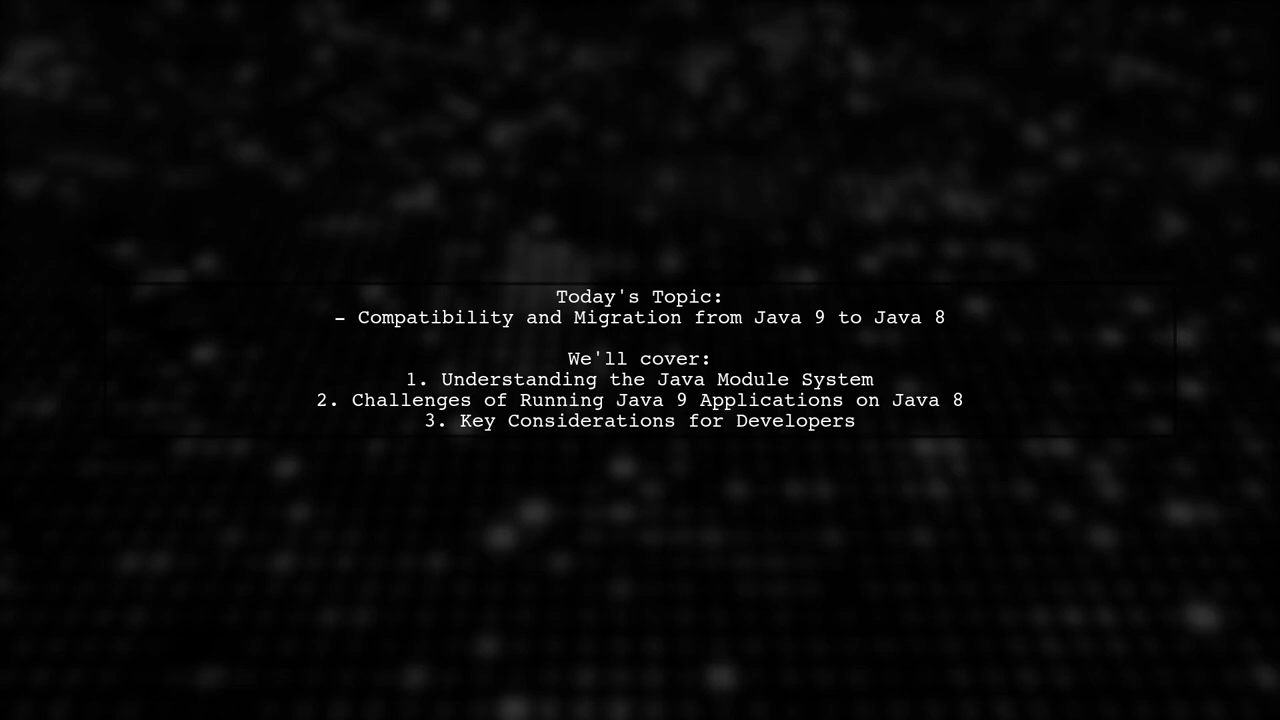 Today's Topic:
- Compatibility and Migration from Java 9 to Java 8
We'll cover:
1. Understanding the Java Module System
2. Challenges of Running Java 9 Applications on Java 8
3. Key Considerations for Developers